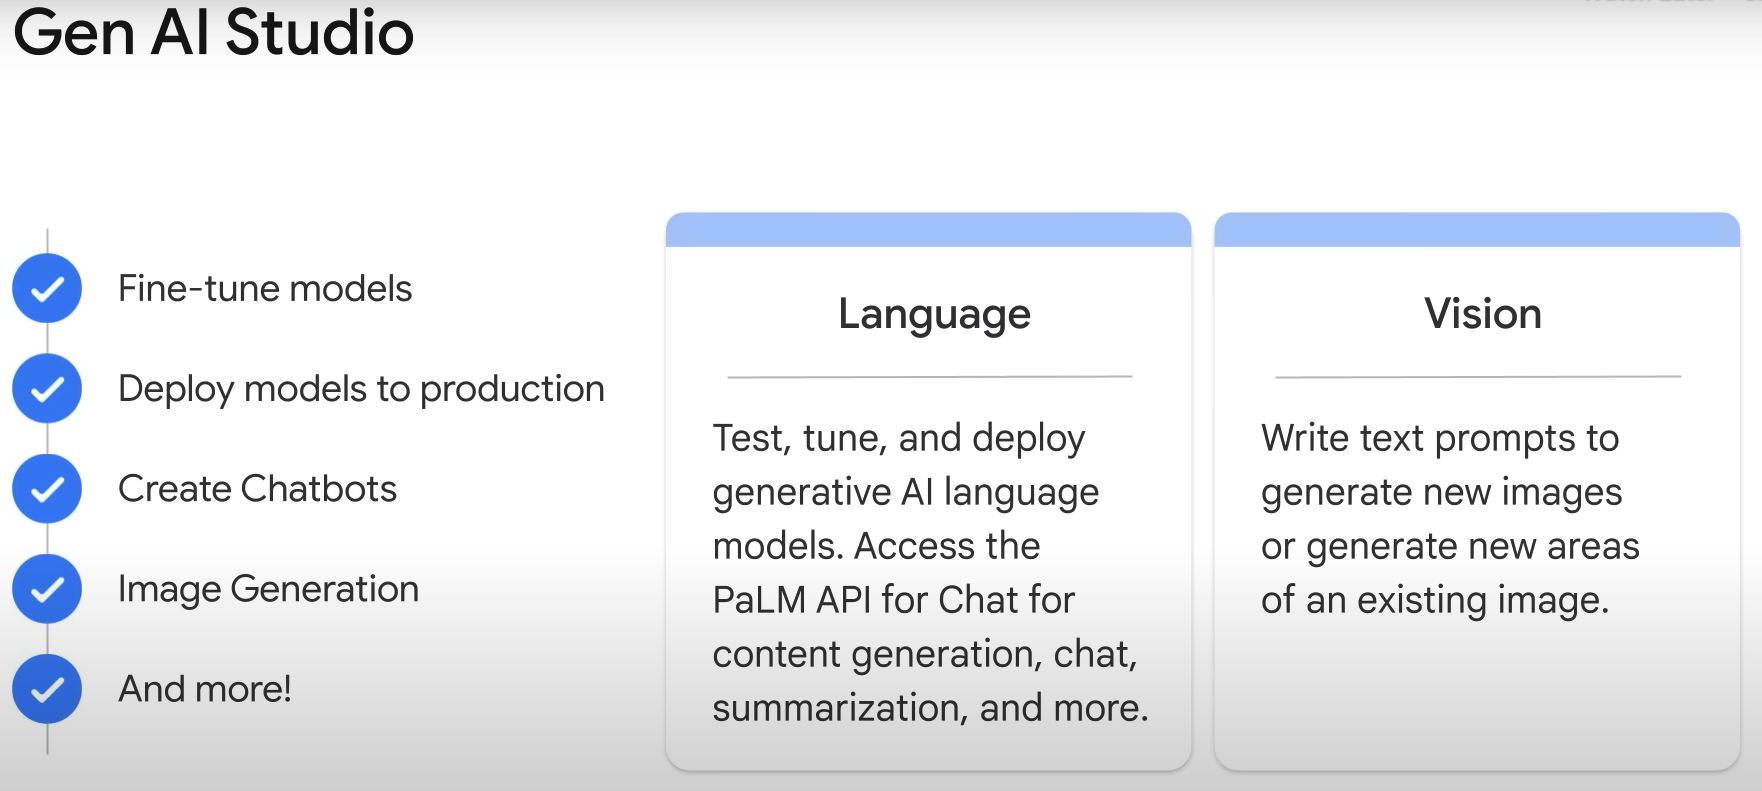 Gen AI Studio
Fine-tune models
Deploy models to production
Create Chatbots
Image Generation
And more!
Language
Test, tune, and deploy
generative AI language
models. Access the
PaLM API for Chat for
content generation, chat,
summarization, and more.
Vision
Write text prompts to
generate new images
or generate new areas
of an existing image.